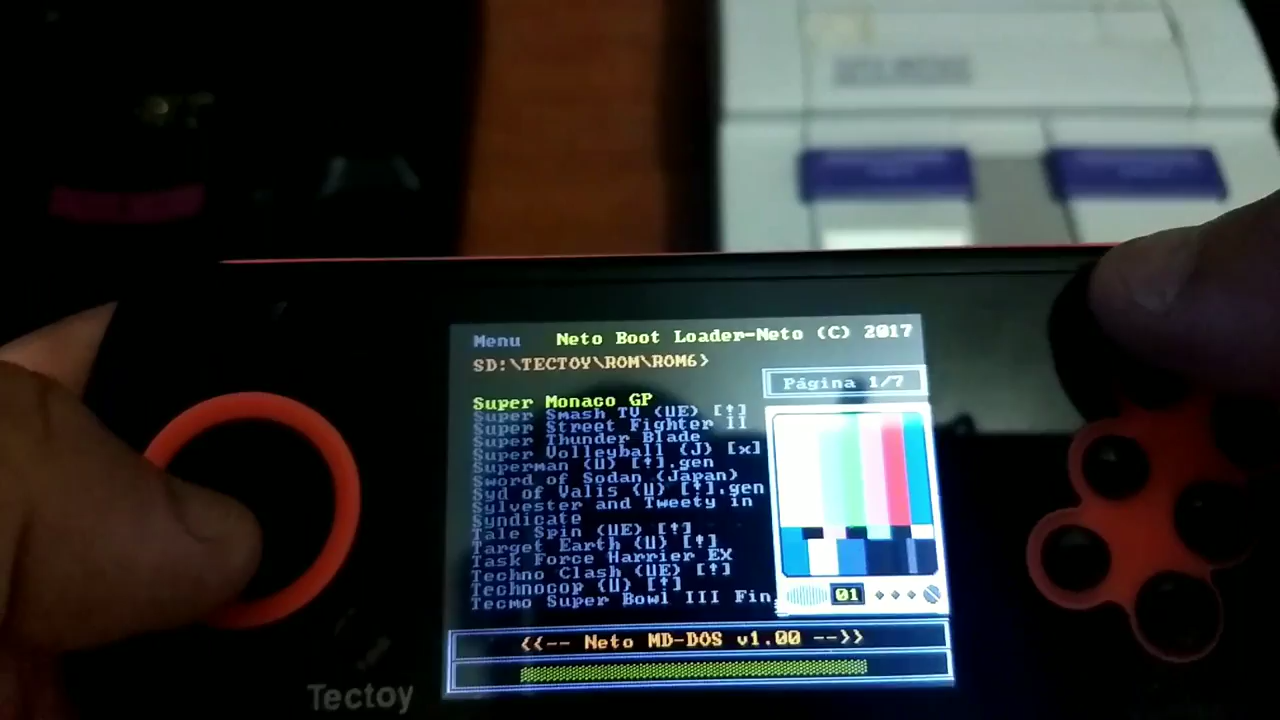 Menu Neto Boot Loader-Neto (C) 2017
SD:\TECTOY\ROM\ROM6>
Página 1/7
Super Monaco GP
Super Smash TV (UE) [!]
Super Street Fighter II
Super Thunder Blade
Super Volleyball (J) [x]
Superman (U) [!].gen
Sword of Sodan (Japan)
Syd of Valis (U) [!].gen
Sylvester and Tweety in
Syndicate
Tale Spin (UE) [!]
Target Earth (U) [!]
Task Force Harrier EX
Techno Clash (UE) [!]
Technocop (U) [!]
Tecmo Super Bowl III Fin
01
<<-- Neto MD-DOS v1.00 -->>
Tectoy